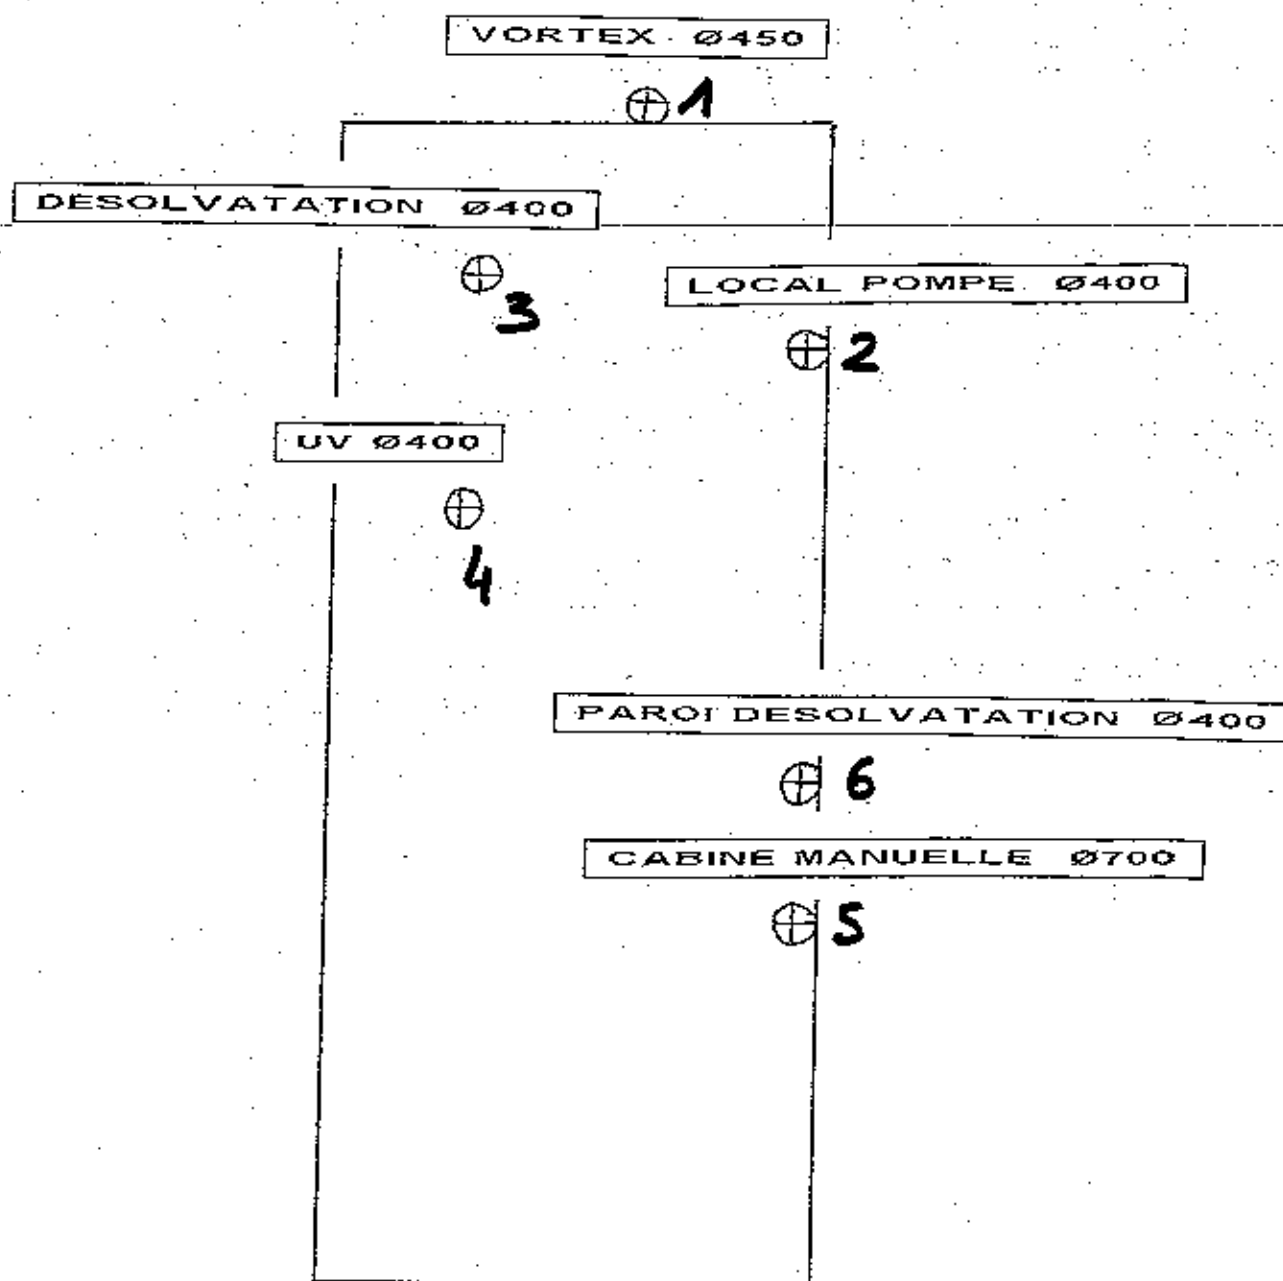 VORTEX Ø450
1
DESOLVATATION Ø400
3
LOCAL POMPE Ø400
2
UV Ø400
4
PAROI DESOLVATATION Ø400
6
CABINE MANUELLE Ø700
5